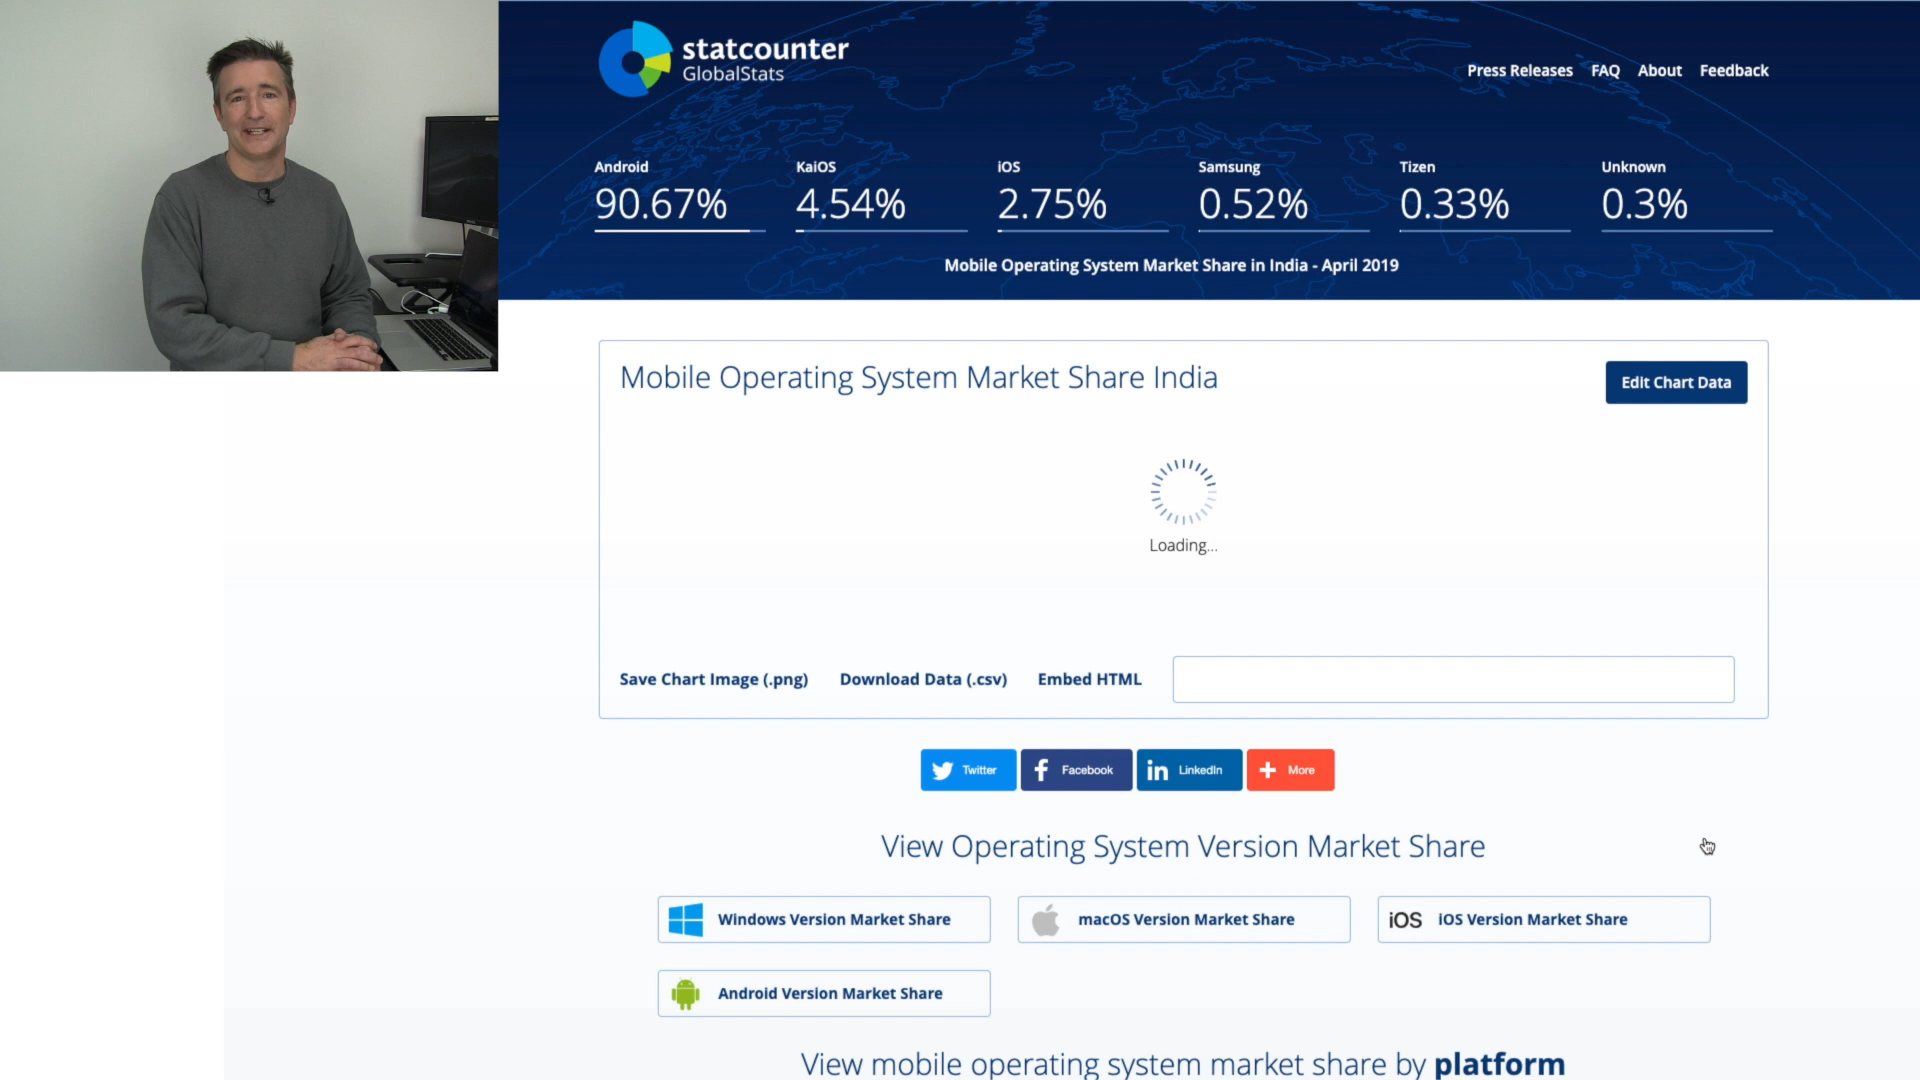 statcounter
GlobalStats
Press Releases FAQ About Feedback
Android KaiOS iOS Samsung Tizen Unknown
90.67% 4.54% 2.75% 0.52% 0.33% 0.3%
Mobile Operating System Market Share in India - April 2019
Mobile Operating System Market Share India
Edit Chart Data
Loading...
Save Chart Image (.png) Download Data (.csv) Embed HTML
Twitter Facebook LinkedIn More
View Operating System Version Market Share
Windows Version Market Share macOS Version Market Share iOS iOS Version Market Share
Android Version Market Share
View mobile operating system market share by platform